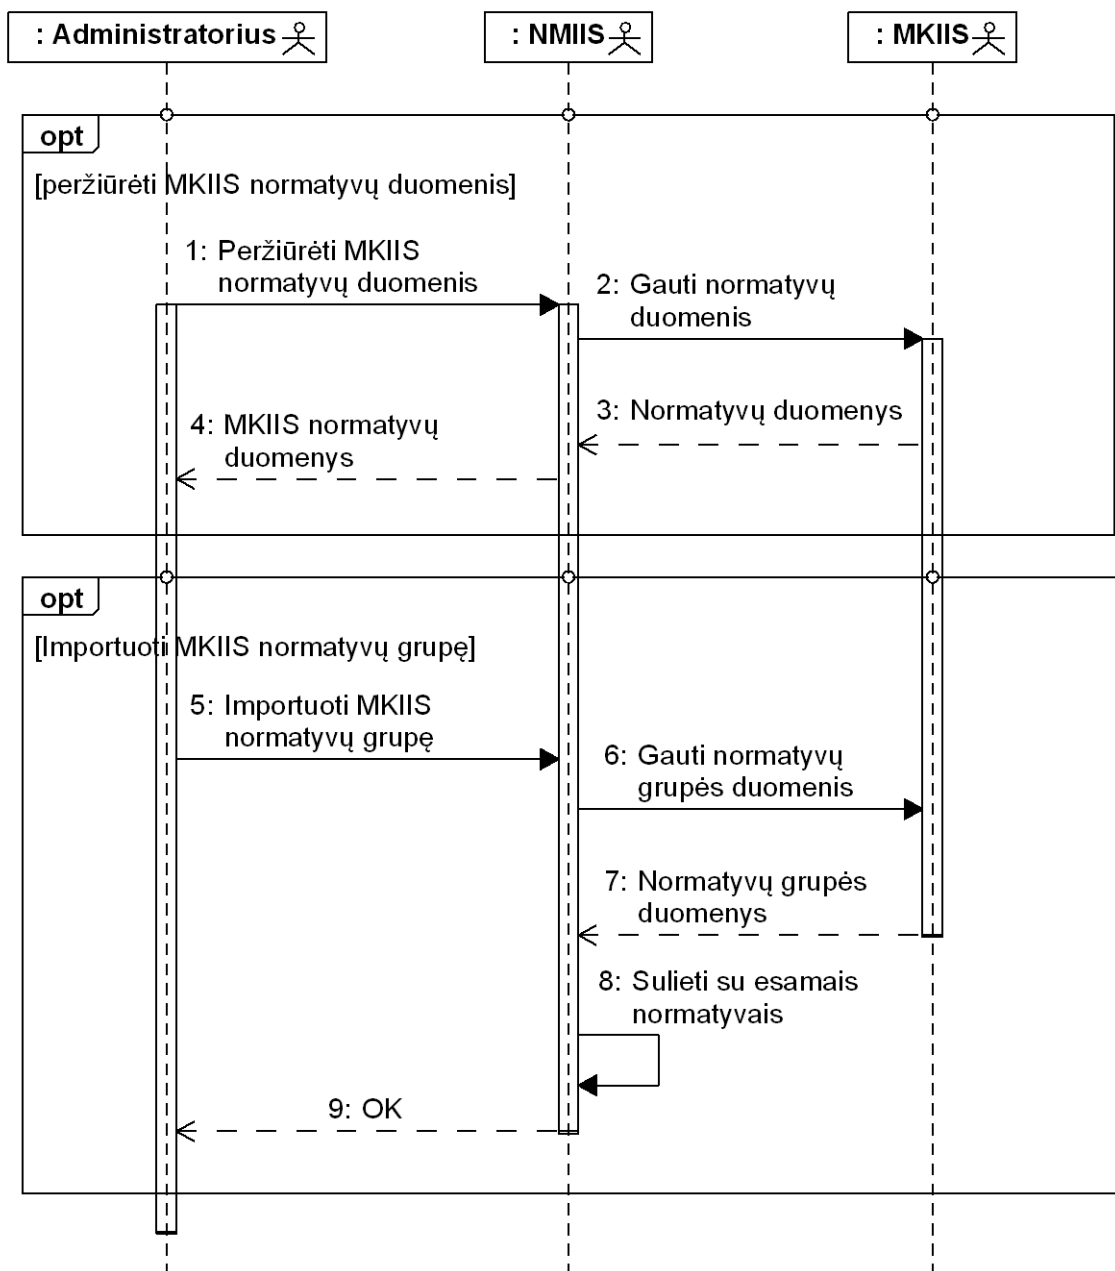 : Administratorius
: NMIIS
: MKIIS
opt
[peržiūrėti MKIIS normatyvų duomenis]
1: Peržiūrėti MKIIS
normatyvų duomenis
2: Gauti normatyvų
duomenis
3: Normatyvų duomenys
4: MKIIS normatyvų
duomenys
opt
[Importuoti MKIIS normatyvų grupę]
5: Importuoti MKIIS
normatyvų grupę
6: Gauti normatyvų
grupės duomenis
7: Normatyvų grupės
duomenys
8: Sulieti su esamais
normatyvais
9: OK